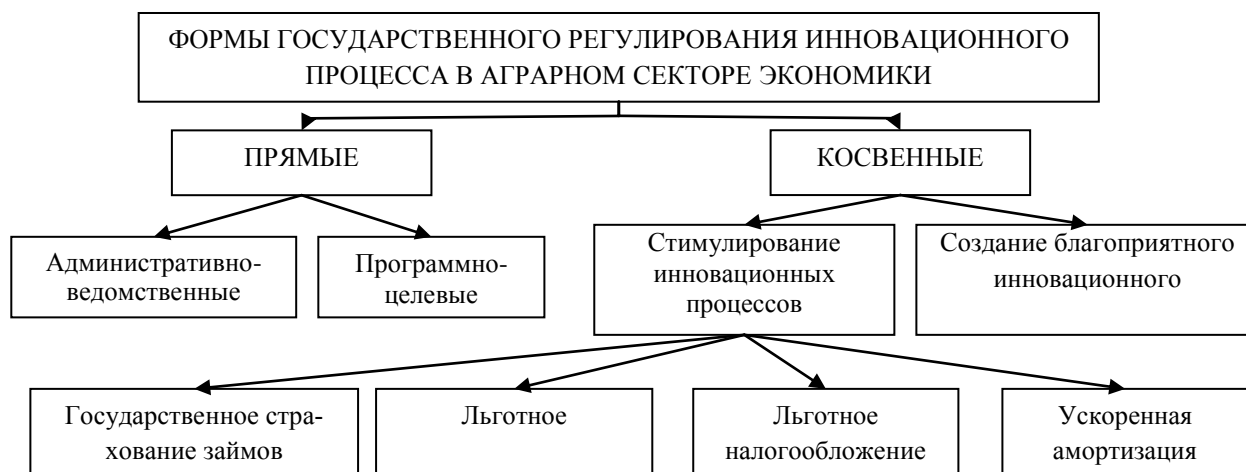 ФОРМЫ ГОСУДАРСТВЕННОГО РЕГУЛИРОВАНИЯ ИННОВАЦИОННОГО
ПРОЦЕССА В АГРАРНОМ СЕКТОРЕ ЭКОНОМИКИ
ПРЯМЫЕ
КОСВЕННЫЕ
Административно-
ведомственные
Программно-
целевые
Стимулирование
инновационных
процессов
Создание благоприятного
инновационного
Государственное стра-
хование займов
Льготное
Льготное
налогообложение
Ускоренная
амортизация